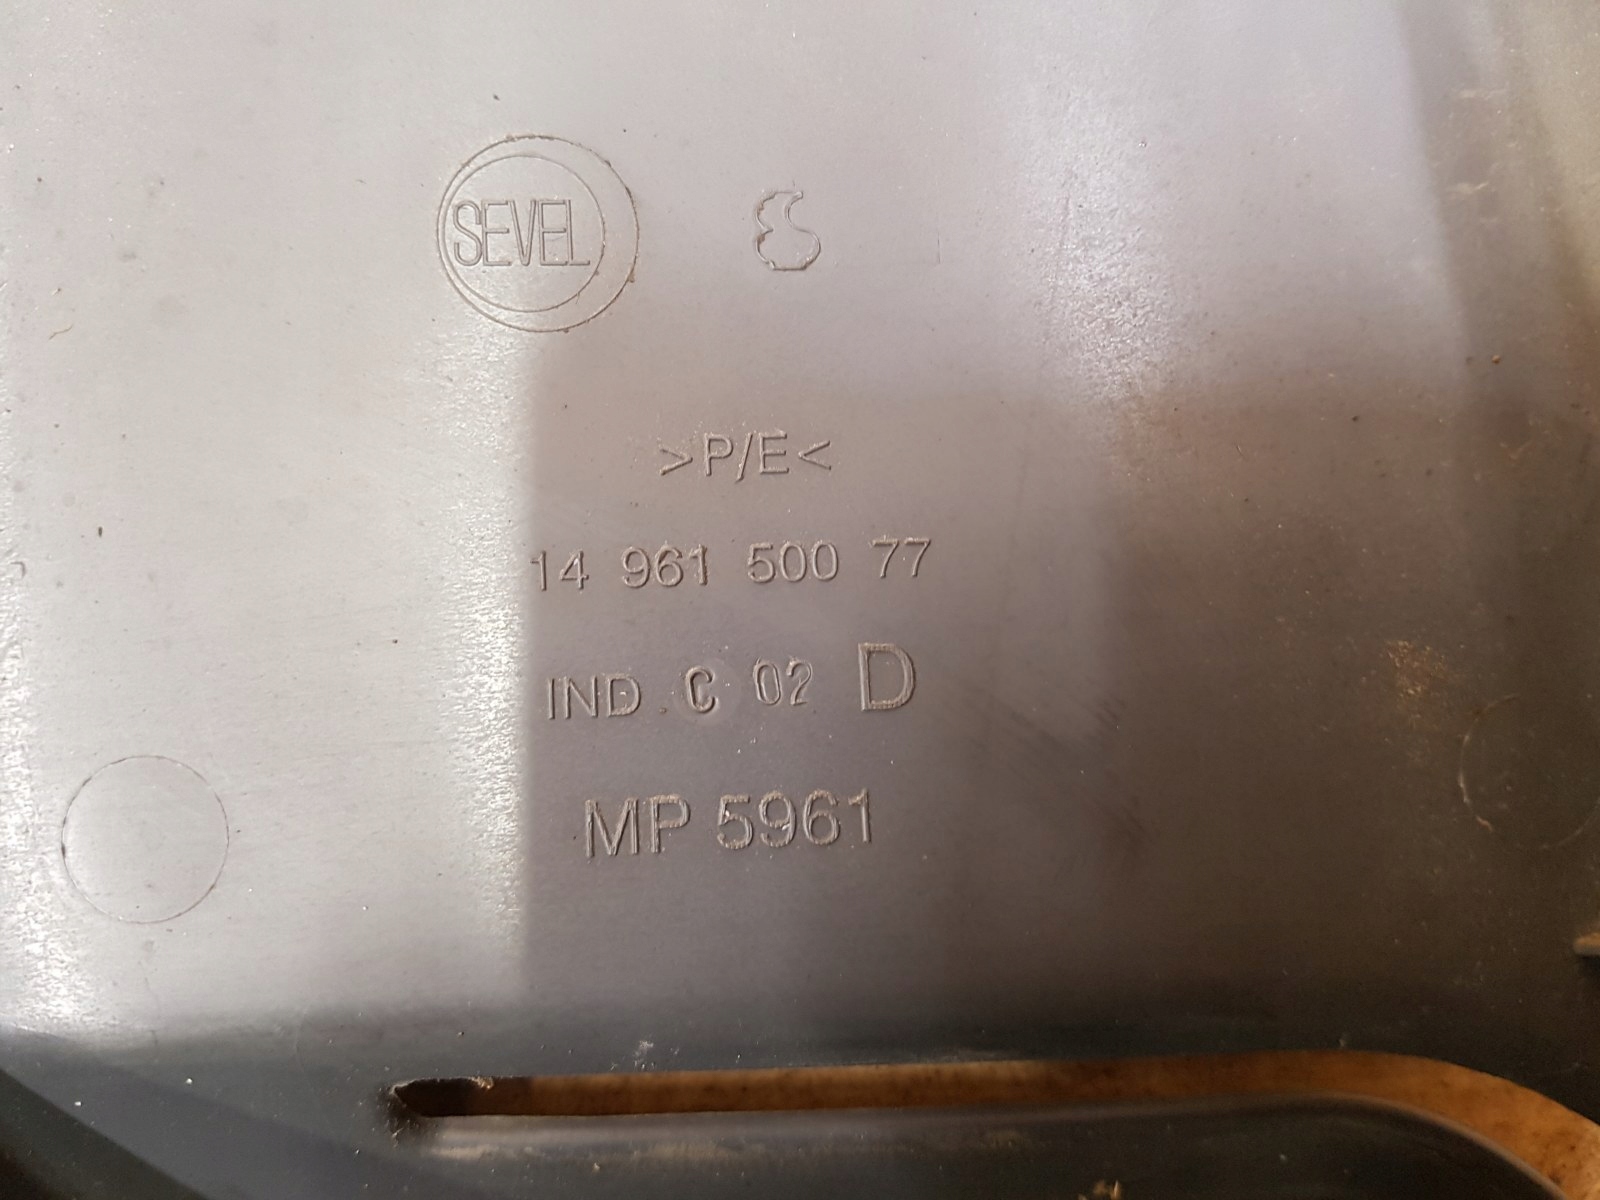 SEVEL
>P/E<
14 961 500 77
IND C 02 D
MP 5961